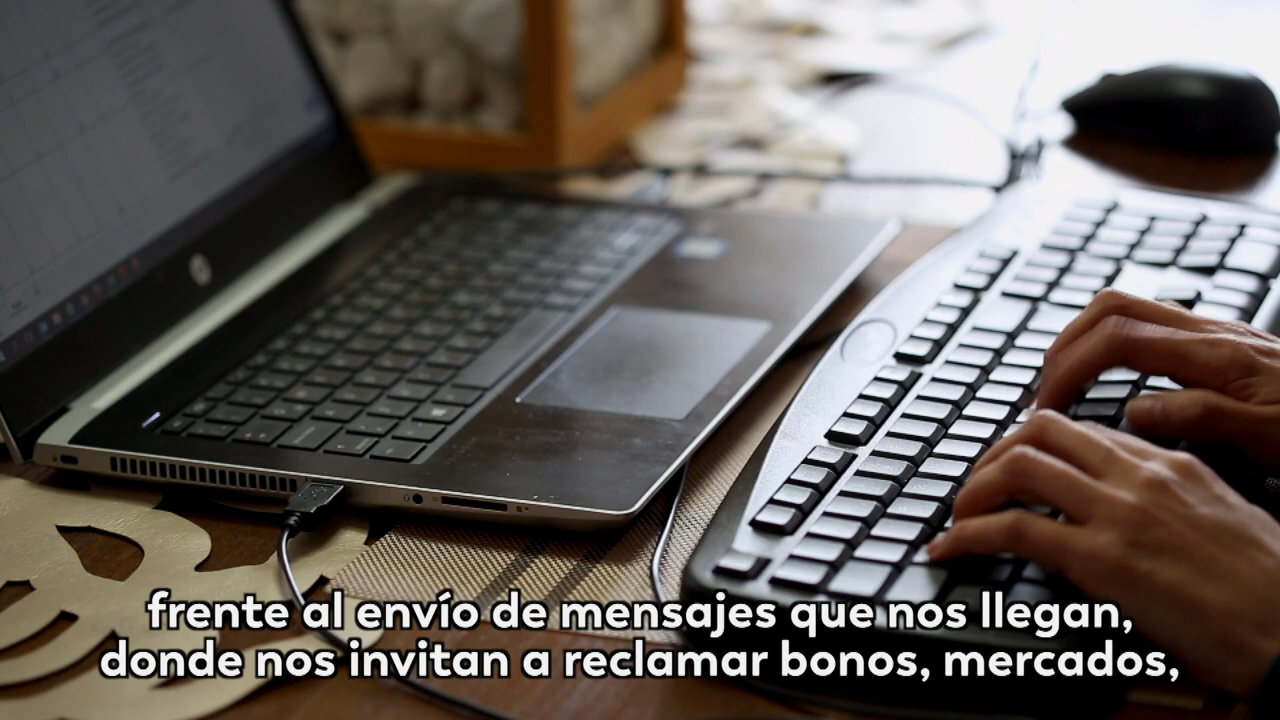 frente al envío de mensajes que nos llegan,
donde nos invitan a reclamar bonos, mercados,